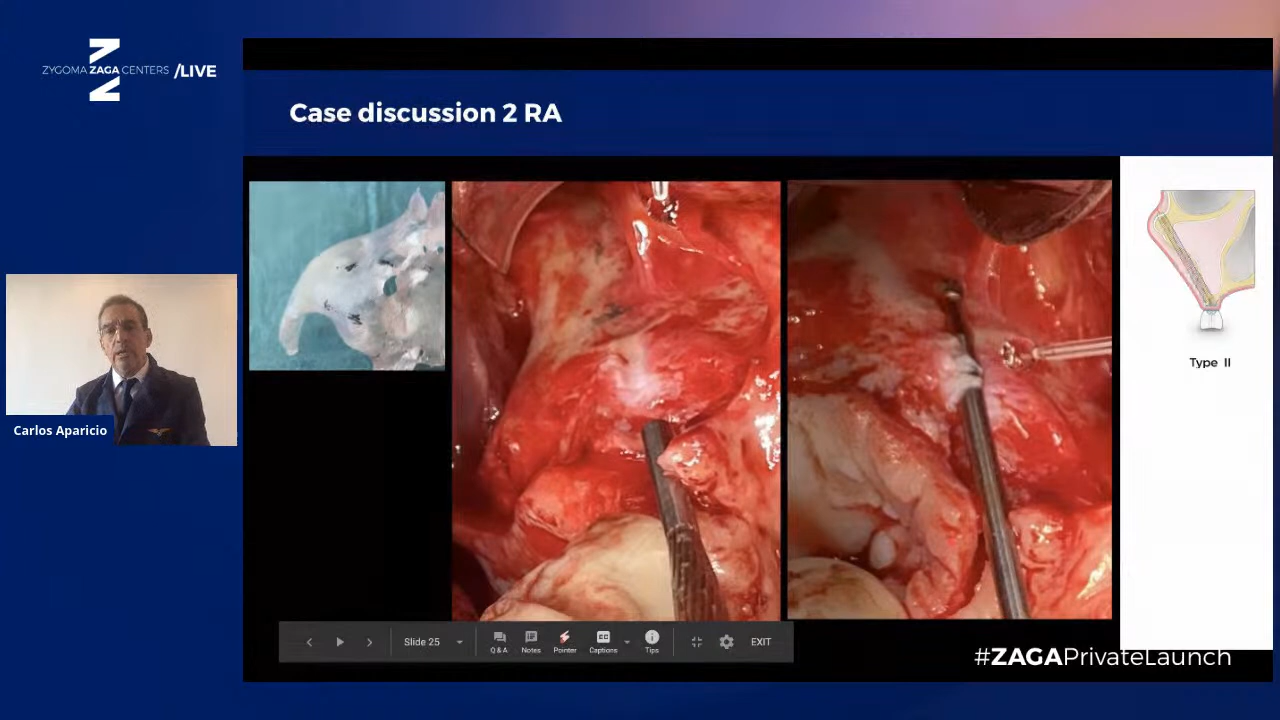 ZYGOMA ZAGA CENTERS /LIVE
Case discussion 2 RA
Type II
Carlos Aparicio
Slide 25
Q & A
Notes
Pointer
CC
Captions
Tips
EXIT
#ZAGAPrivateLaunch